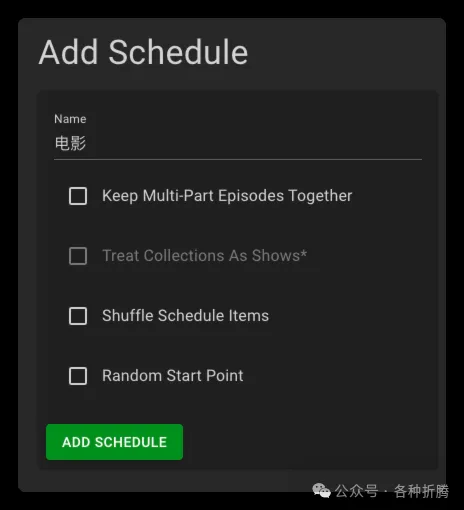 Add Schedule
Name
电影
Keep Multi-Part Episodes Together
Treat Collections As Shows*
Shuffle Schedule Items
Random Start Point
ADD SCHEDULE
公众号 · 各种折腾